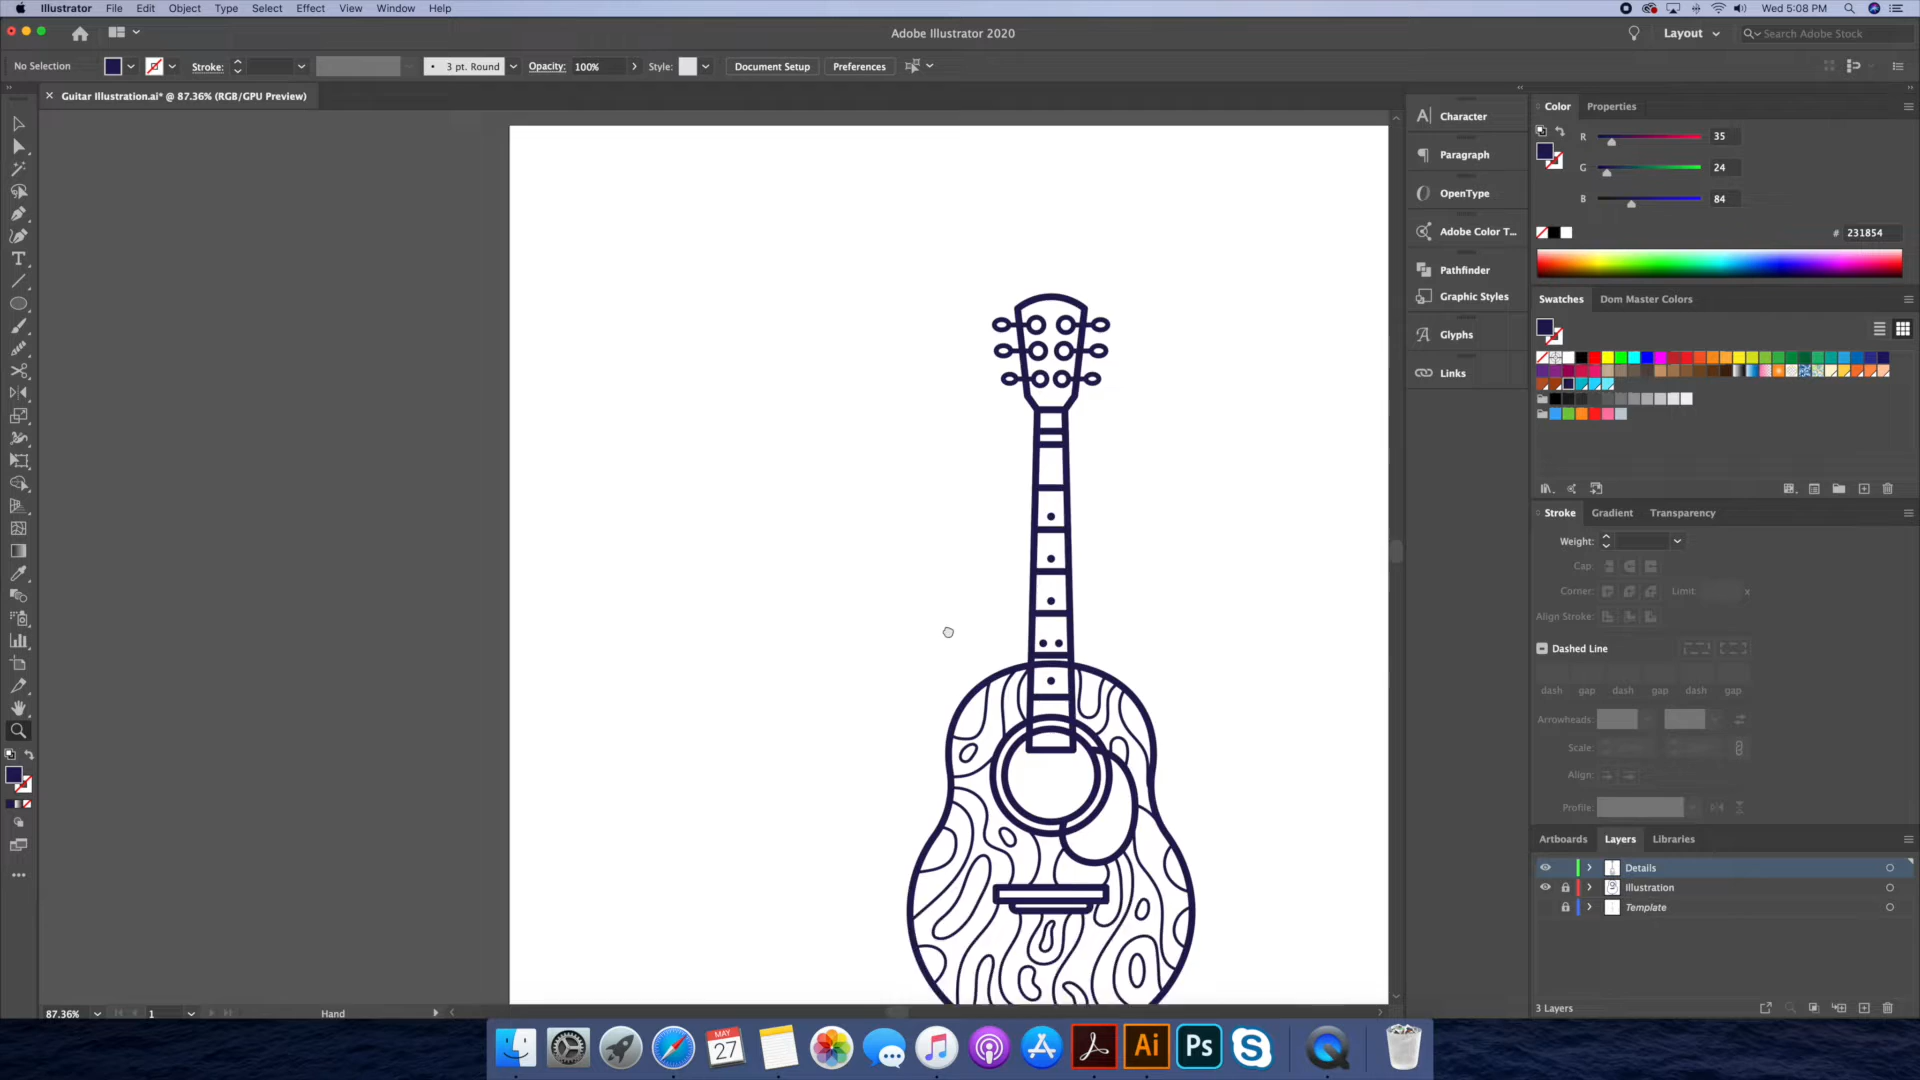 Illustrator File Edit Object Type Select Effect View Window Help
Wed 5:08 PM
Adobe Illustrator 2020
Layout
Search Adobe Stock
No Selection
Stroke:
3 pt. Round
Opacity: 100%
Style:
Document Setup
Preferences
Guitar Illustration.ai* @ 87.36% (RGB/GPU Preview)
Character
Paragraph
OpenType
Adobe Color T...
Pathfinder
Graphic Styles
Glyphs
Links
Color Properties
R 35
G 24
B 84
# 231854
Swatches Dom Master Colors
Stroke Gradient Transparency
Weight:
Cap:
Corner: Limit: x
Align Stroke:
Dashed Line
dash gap dash gap dash gap
Arrowheads:
Scale:
Align:
Profile:
Artboards Layers Libraries
Details
Illustration
Template
3 Layers
87.36% 1 Hand
MAY
27
Ai
Ps